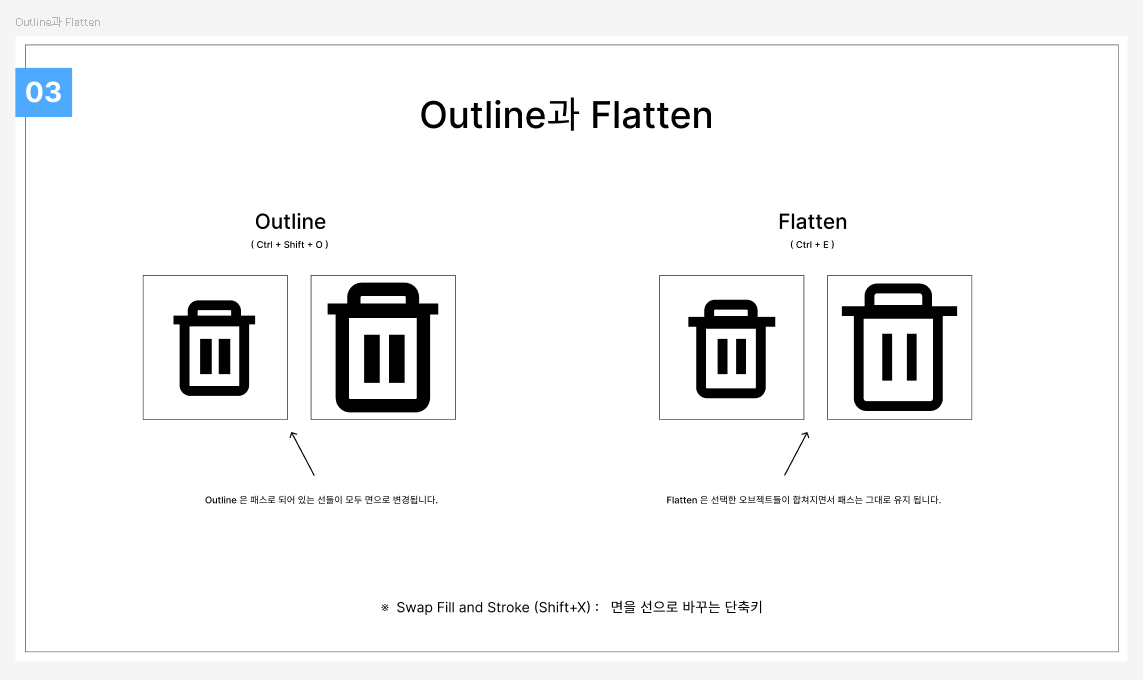 Outline과 Flatten
03
Outline과 Flatten
Outline
( Ctrl + Shift + O )
Flatten
( Ctrl + E )
Outline 은 패스로 되어 있는 선들이 모두 면으로 변경됩니다.
Flatten 은 선택한 오브젝트들이 합쳐지면서 패스는 그대로 유지 됩니다.
※ Swap Fill and Stroke (Shift+X) : 면을 선으로 바꾸는 단축키